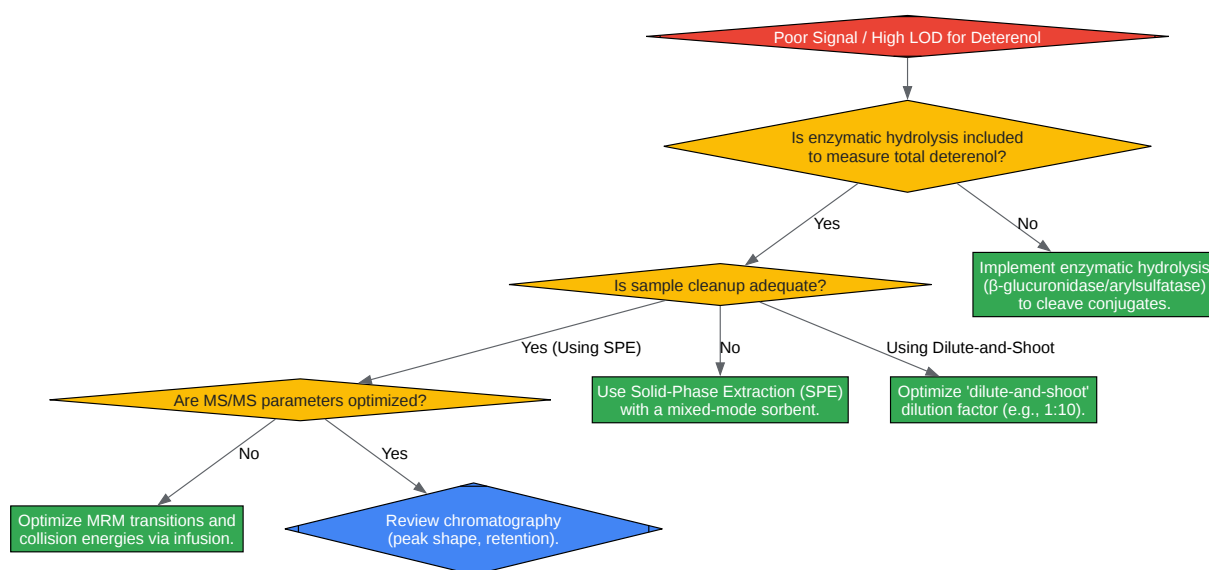 Poor Signal / High LOD for Deterenol
Is enzymatic hydrolysis included
to measure total deterenol?
Yes
No
Implement enzymatic hydrolysis
(β-glucuronidase/arylsulfatase)
to cleave conjugates.
Is sample cleanup adequate?
Yes (Using SPE)
No
Using Dilute-and-Shoot
Are MS/MS parameters optimized?
Use Solid-Phase Extraction (SPE)
with a mixed-mode sorbent.
Optimize 'dilute-and-shoot'
dilution factor (e.g., 1:10).
No
Yes
Optimize MRM transitions and
collision energies via infusion.
Review chromatography
(peak shape, retention).